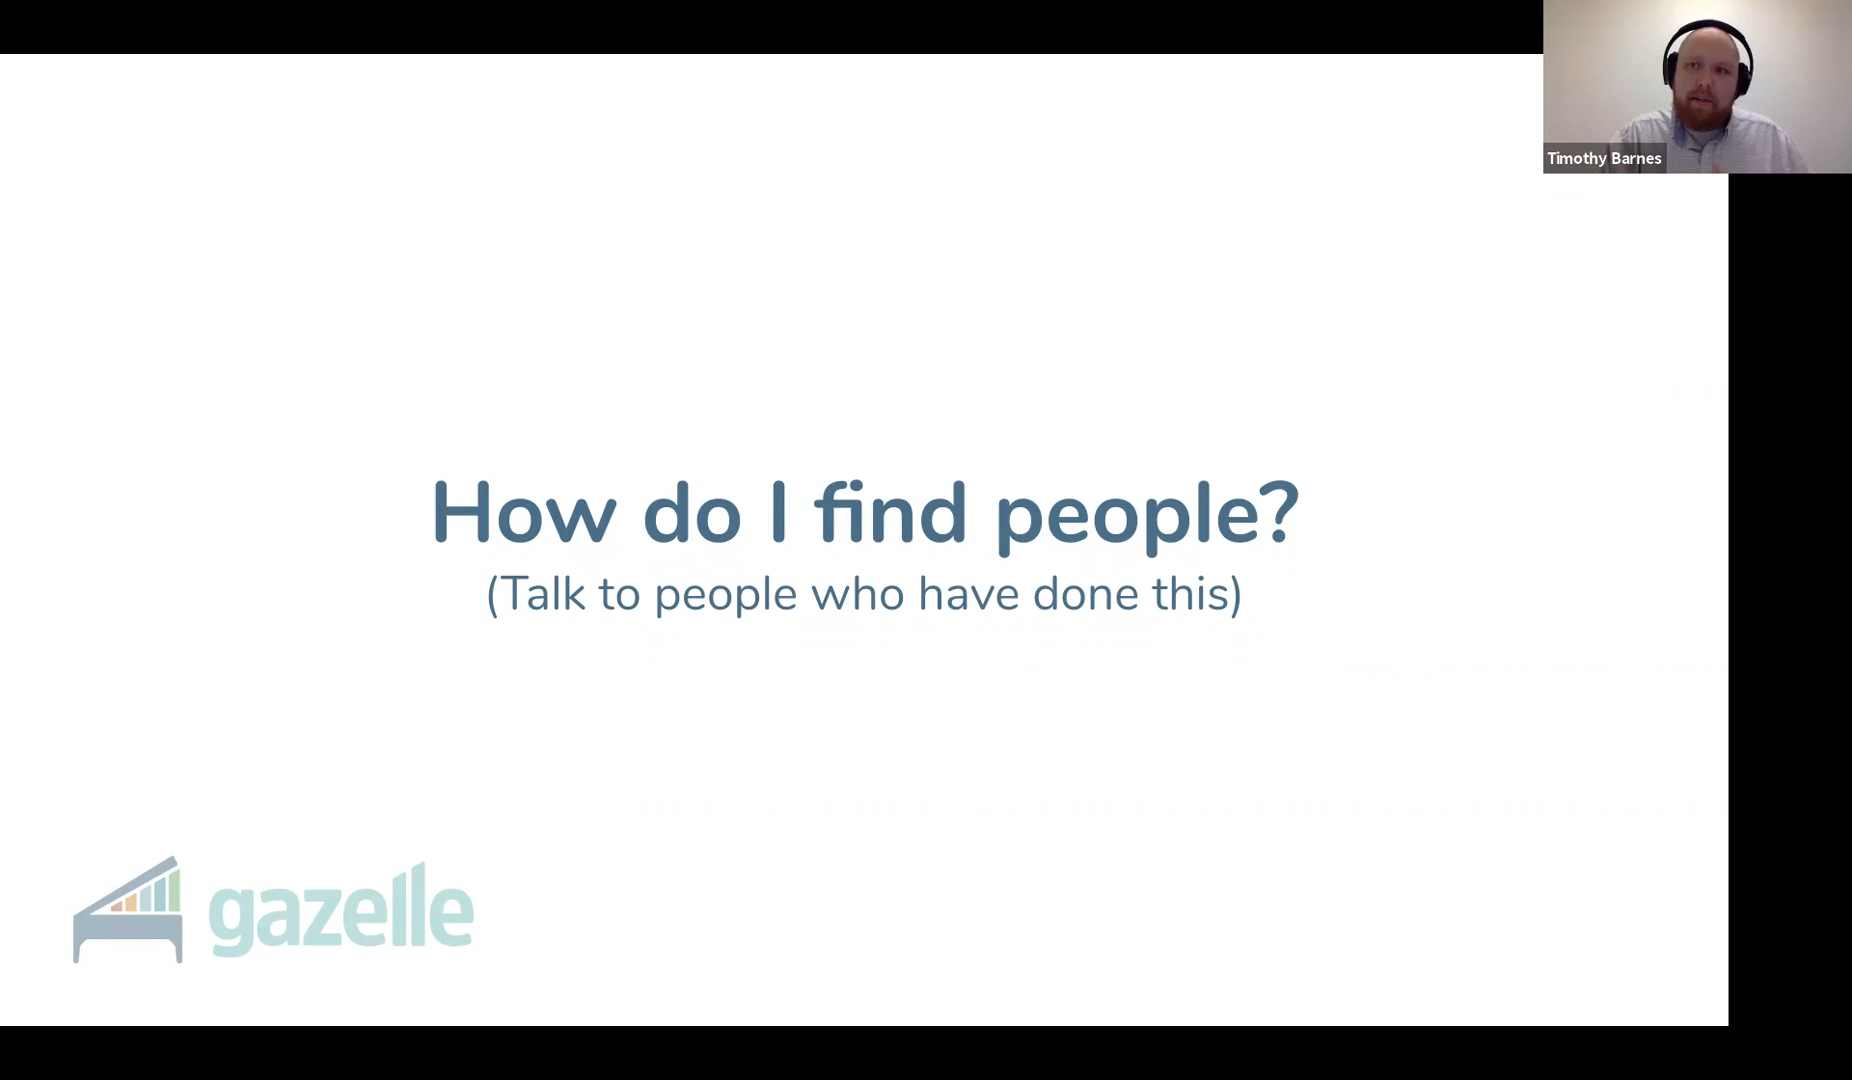 Timothy Barnes
How do I find people?
(Talk to people who have done this)
gazelle